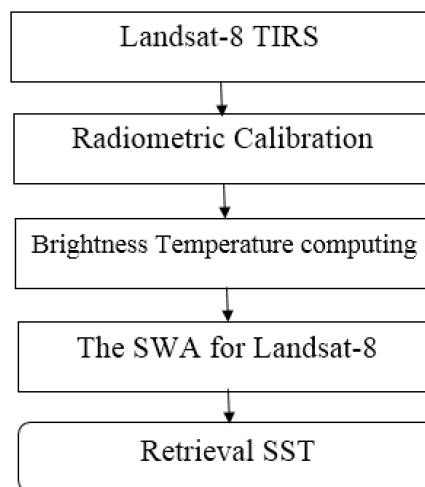 Landsat-8 TIRS
Radiometric Calibration
Brightness Temperature computing
The SWA for Landsat-8
Retrieval SST